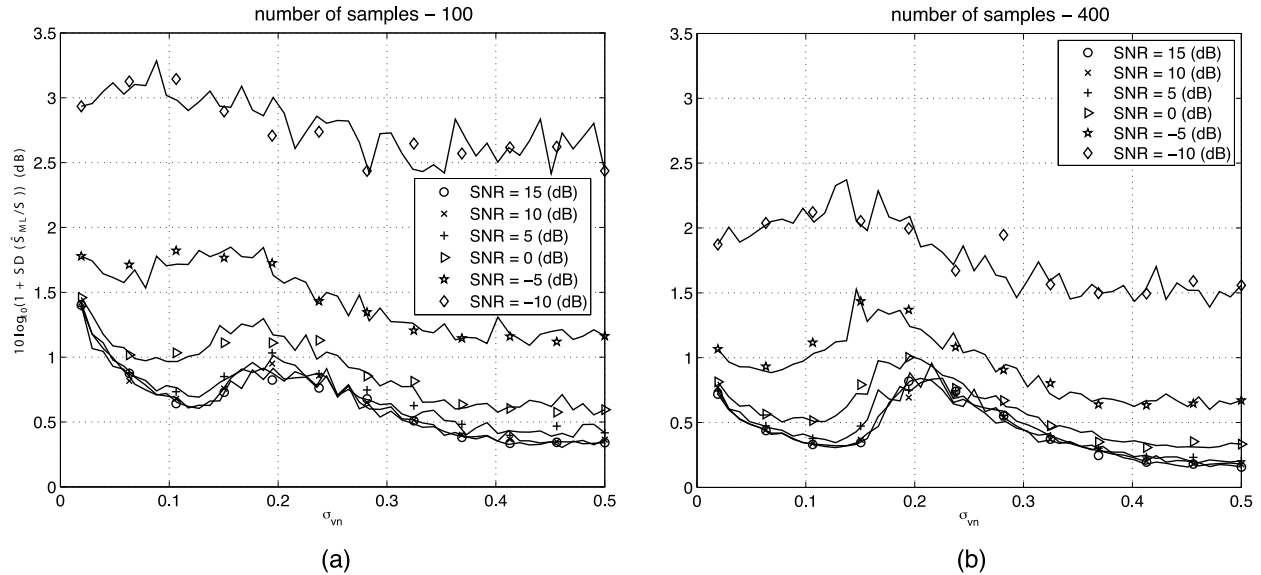 number of samples – 100
3.5
3
2.5
2
1.5
1
0.5
0
10log₁₀(1 + SD (Ŝ_ML/S)) (dB)
SNR = 15 (dB)
SNR = 10 (dB)
SNR = 5 (dB)
SNR = 0 (dB)
SNR = −5 (dB)
SNR = −10 (dB)
0
0.1
0.2
0.3
0.4
0.5
σ_vn
(a)
number of samples – 400
3.5
3
2.5
2
1.5
1
0.5
0
SNR = 15 (dB)
SNR = 10 (dB)
SNR = 5 (dB)
SNR = 0 (dB)
SNR = −5 (dB)
SNR = −10 (dB)
0
0.1
0.2
0.3
0.4
0.5
σ_vn
(b)